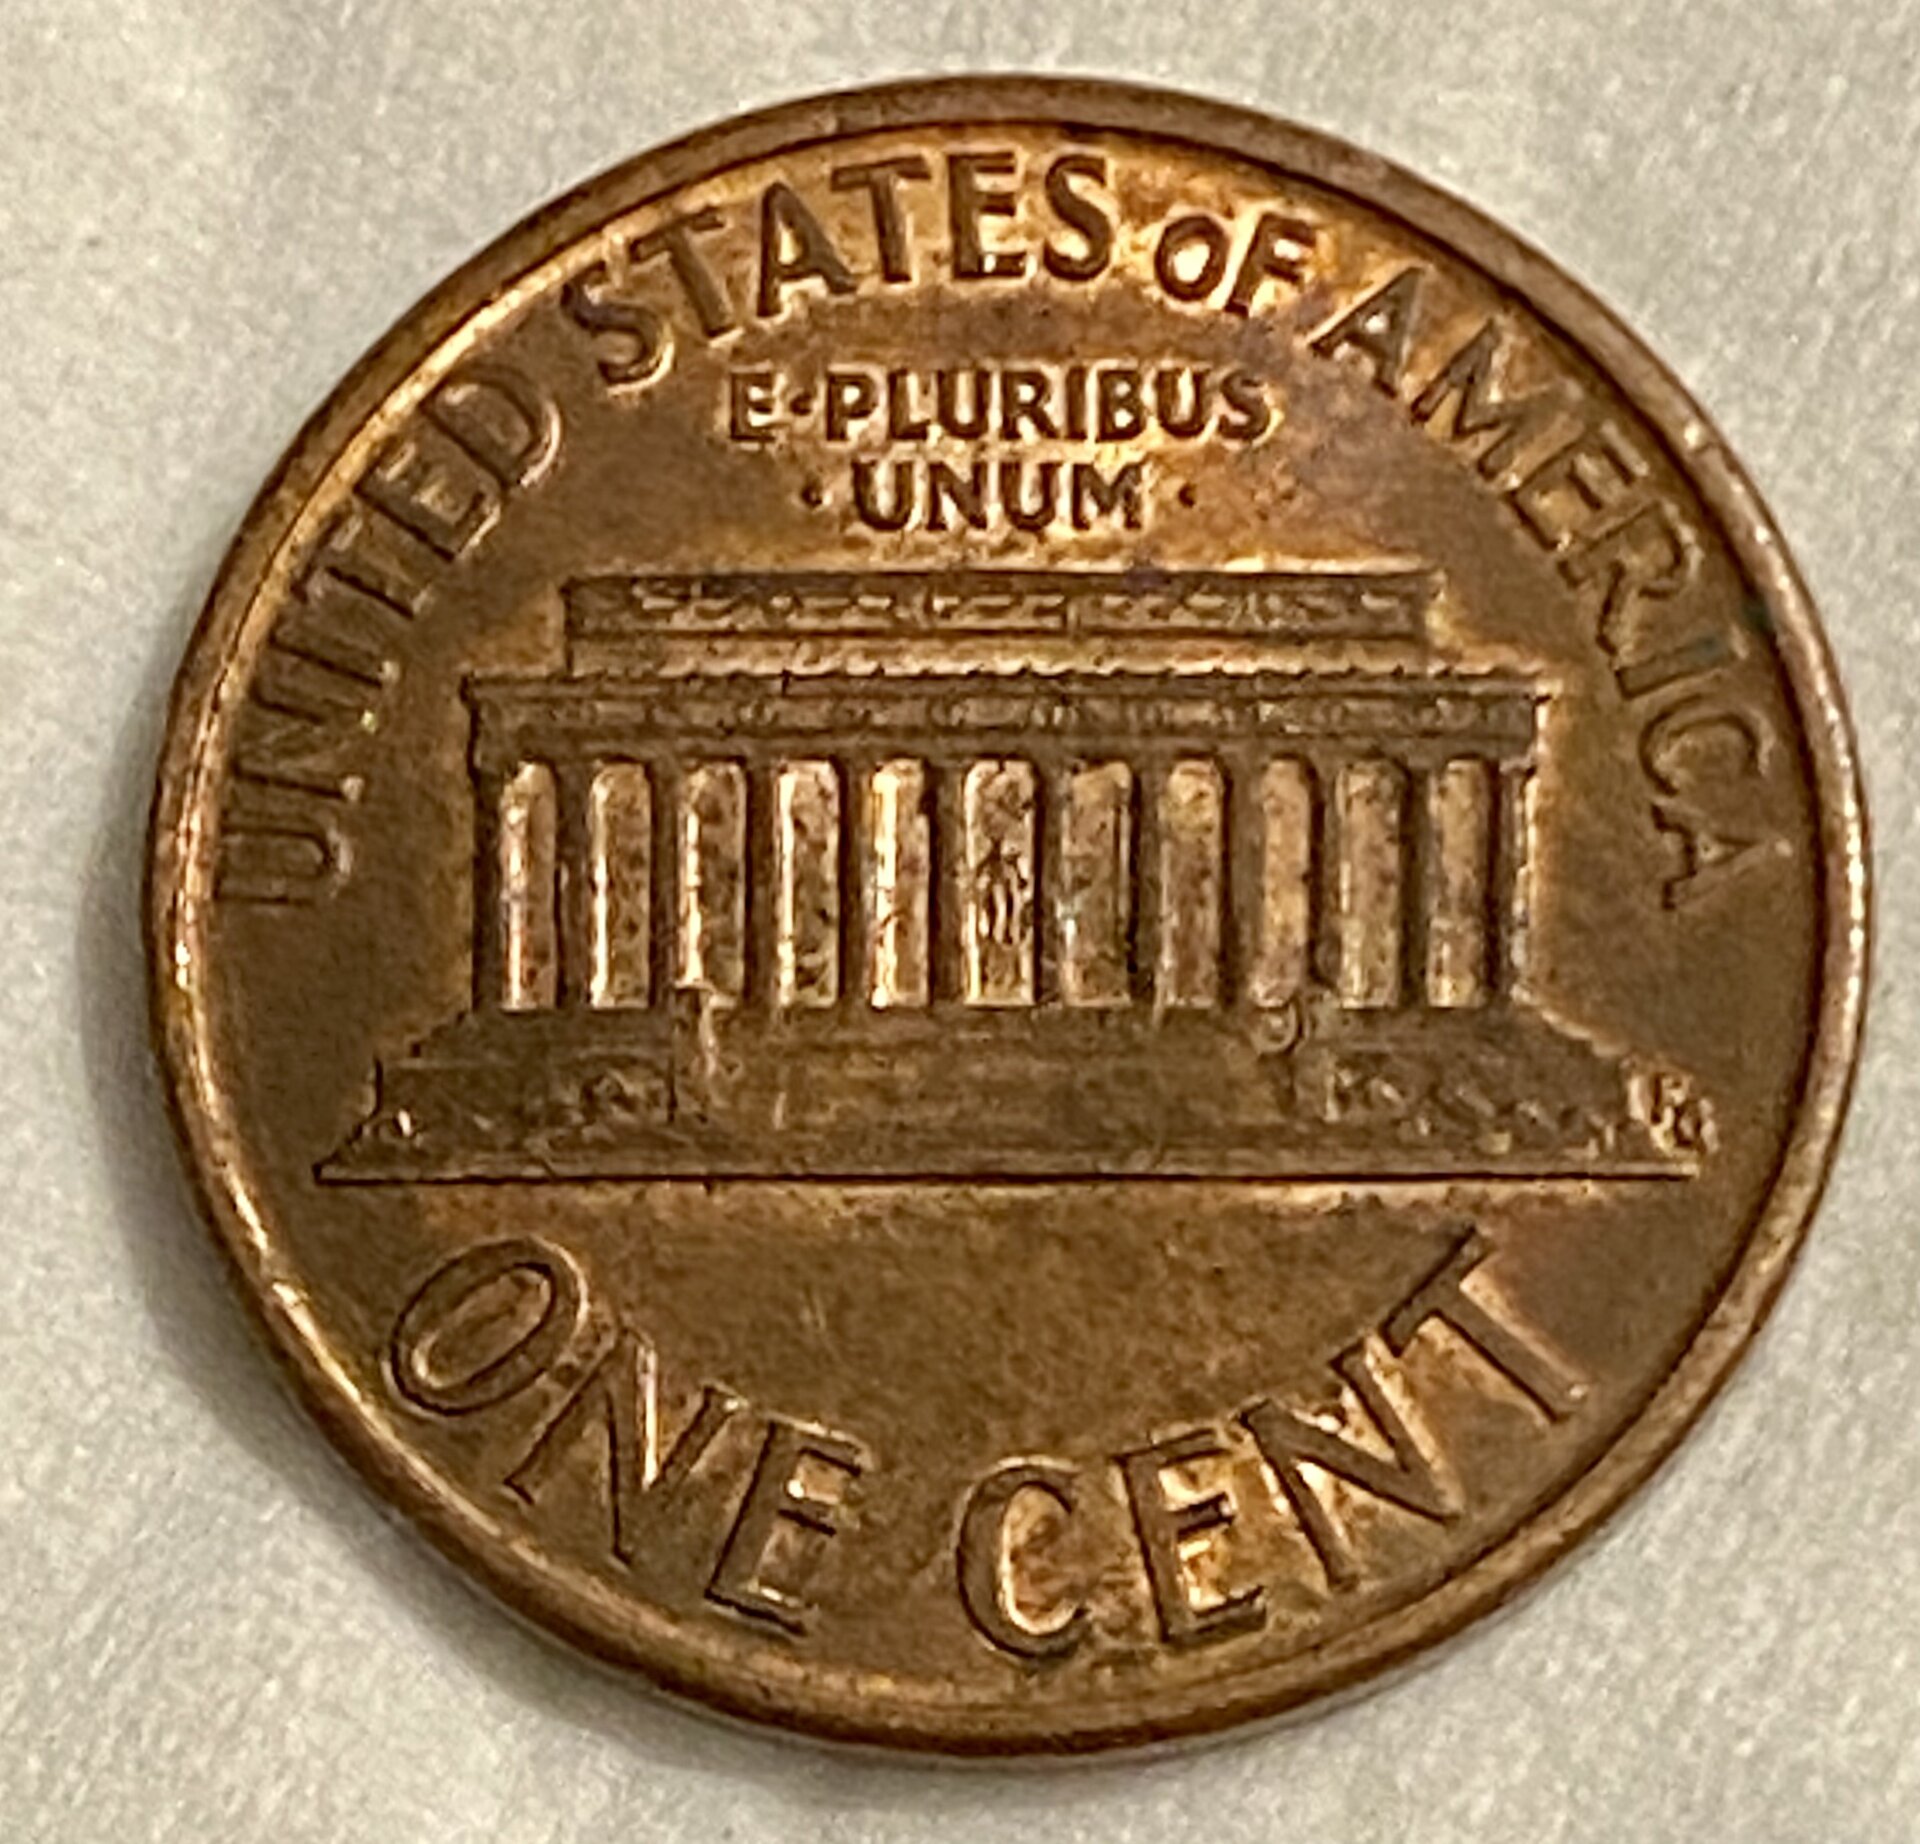 UNITED STATES OF AMERICA
E·PLURIBUS
·UNUM·
ONE CENT